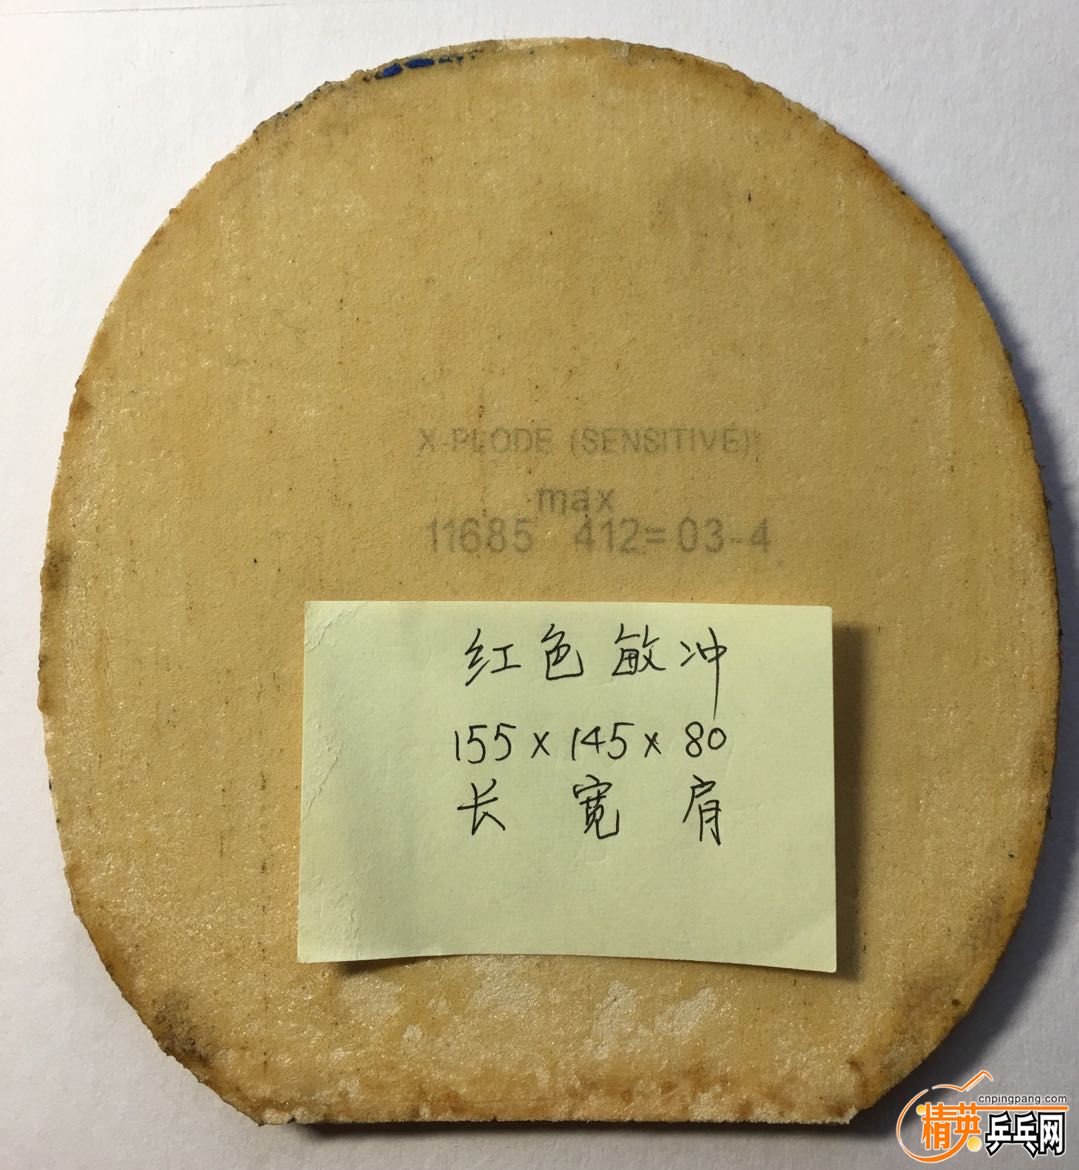 X-PLODE (SENSITIVE)
max
11685 412=03-4
红色敏冲
155 x 145 x 80
长 宽 肩
cnpingpang.com
精英乒乓网